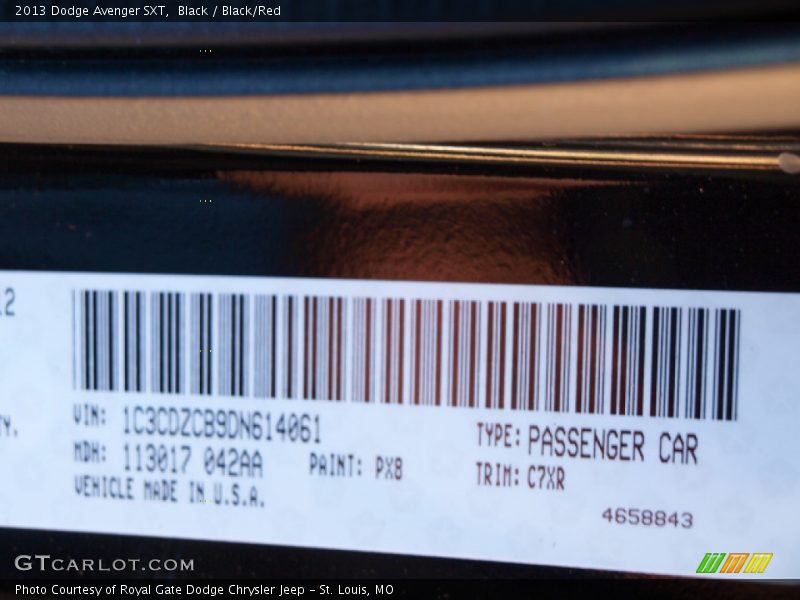 2013 Dodge Avenger SXT, Black / Black/Red
VIN: 1C3CDZCB9DN614061
MDH: 113017 042AA
PAINT: PX8
VEHICLE MADE IN U.S.A.
TYPE: PASSENGER CAR
TRIM: C7XR
4658843
GTCARLOT.COM
Photo Courtesy of Royal Gate Dodge Chrysler Jeep – St. Louis, MO